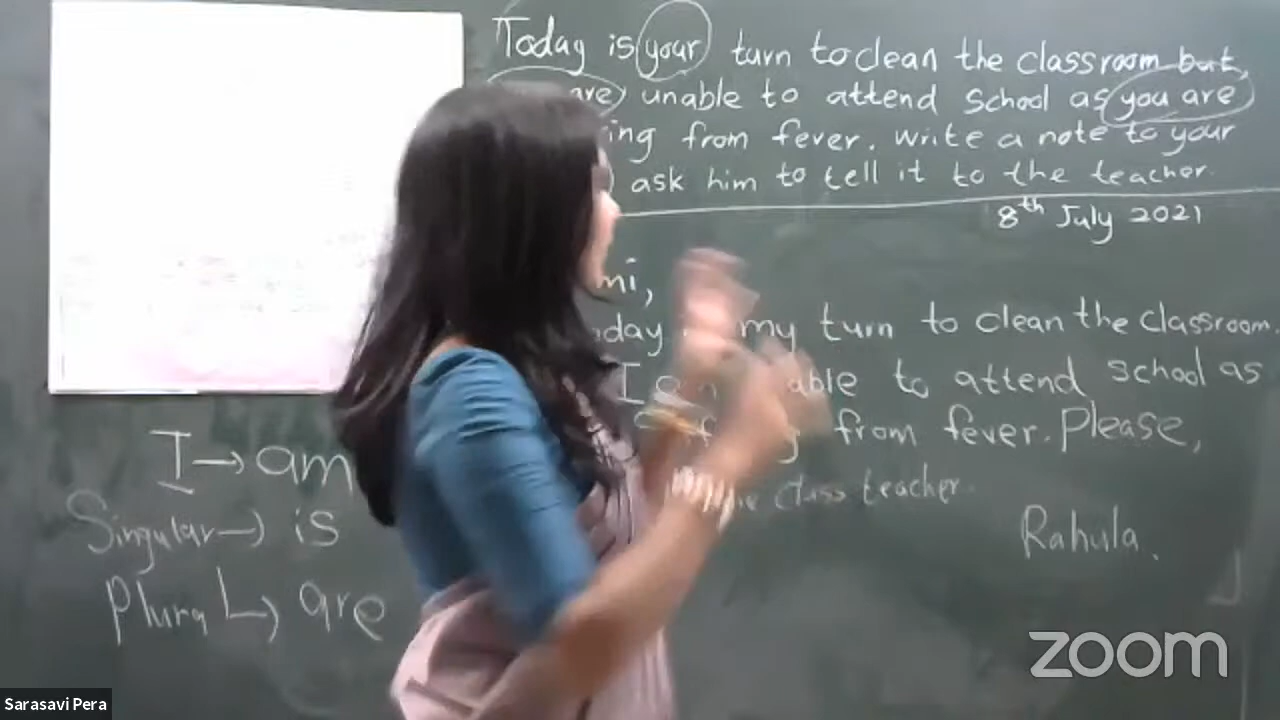 Today is your turn to clean the classroom but,
are unable to attend school as you are
ing from fever. Write a note to your
ask him to tell it to the teacher.
8th July 2021
mi,
day my turn to clean the classroom.
I able to attend school as
from fever. Please,
class teacher.
Rahula.
I → am
Singular → is
Plural → are
zoom
Sarasavi Pera